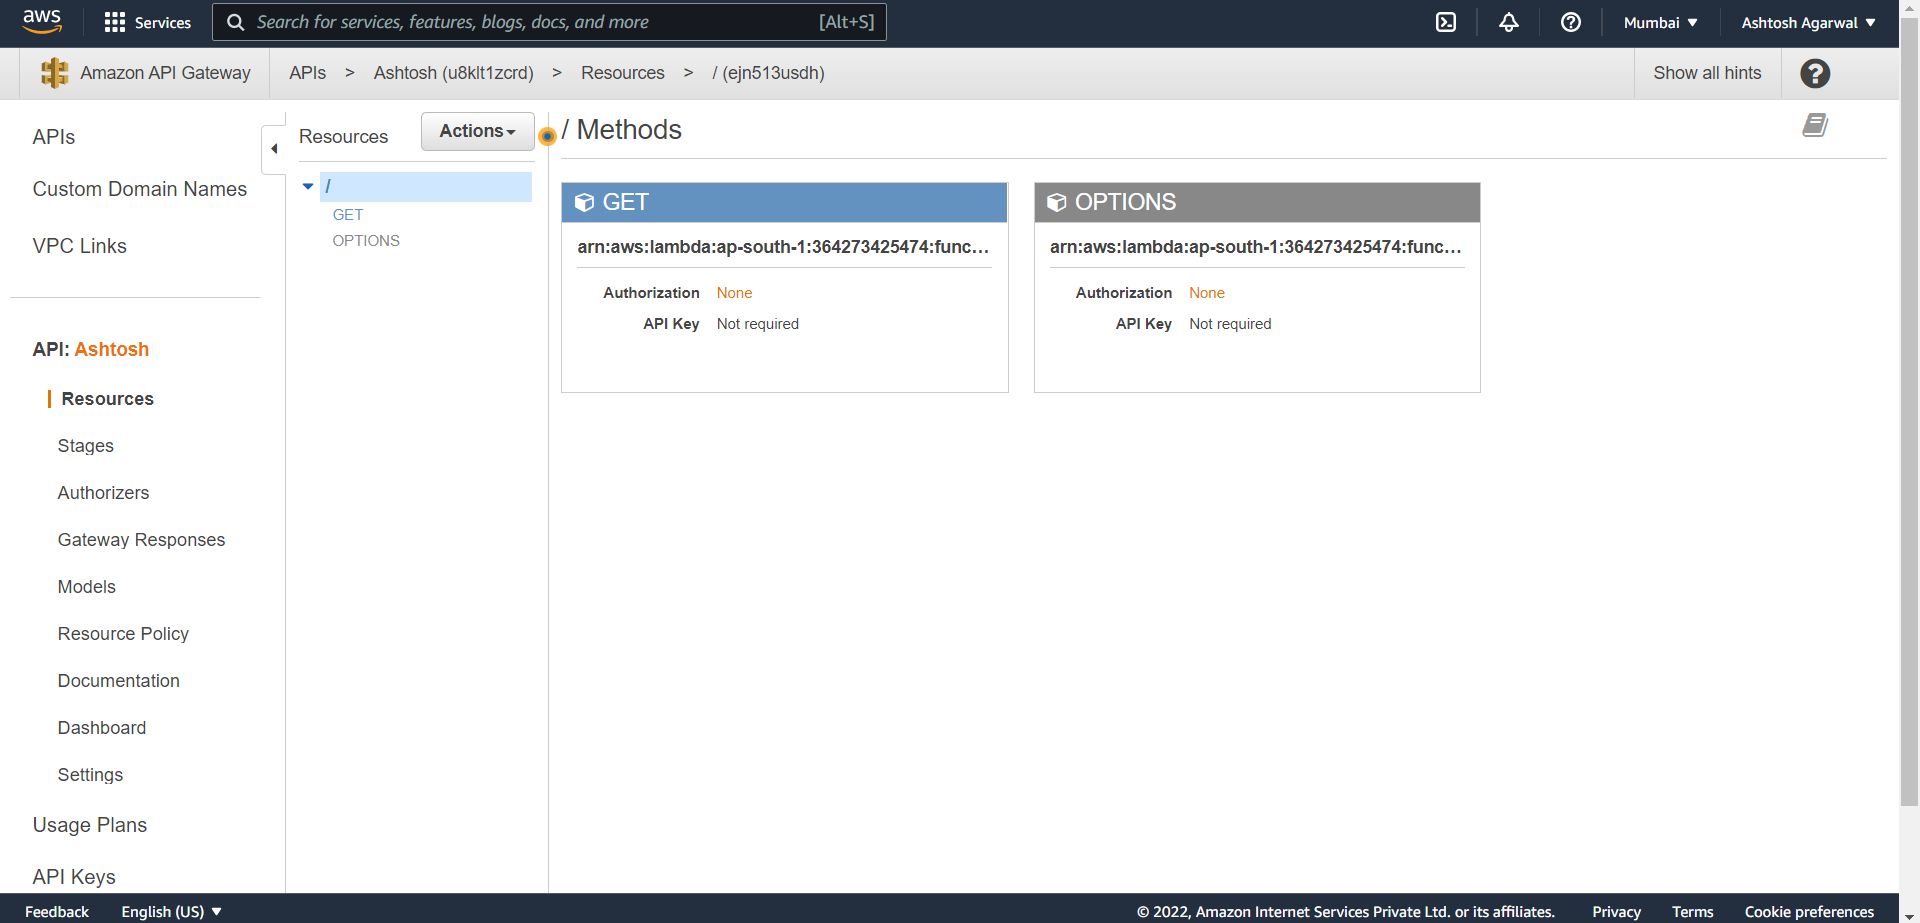 aws
Services
Search for services, features, blogs, docs, and more [Alt+S]
Mumbai ▼
Ashtosh Agarwal ▼
Amazon API Gateway
APIs > Ashtosh (u8klt1zcrd) > Resources > / (ejn513usdh)
Show all hints
APIs
Custom Domain Names
VPC Links
API: Ashtosh
Resources
Stages
Authorizers
Gateway Responses
Models
Resource Policy
Documentation
Dashboard
Settings
Usage Plans
API Keys
Resources
Actions
/
GET
OPTIONS
/ Methods
GET
arn:aws:lambda:ap-south-1:364273425474:func...
Authorization None
API Key Not required
OPTIONS
arn:aws:lambda:ap-south-1:364273425474:func...
Authorization None
API Key Not required
Feedback
English (US) ▼
© 2022, Amazon Internet Services Private Ltd. or its affiliates.
Privacy
Terms
Cookie preferences